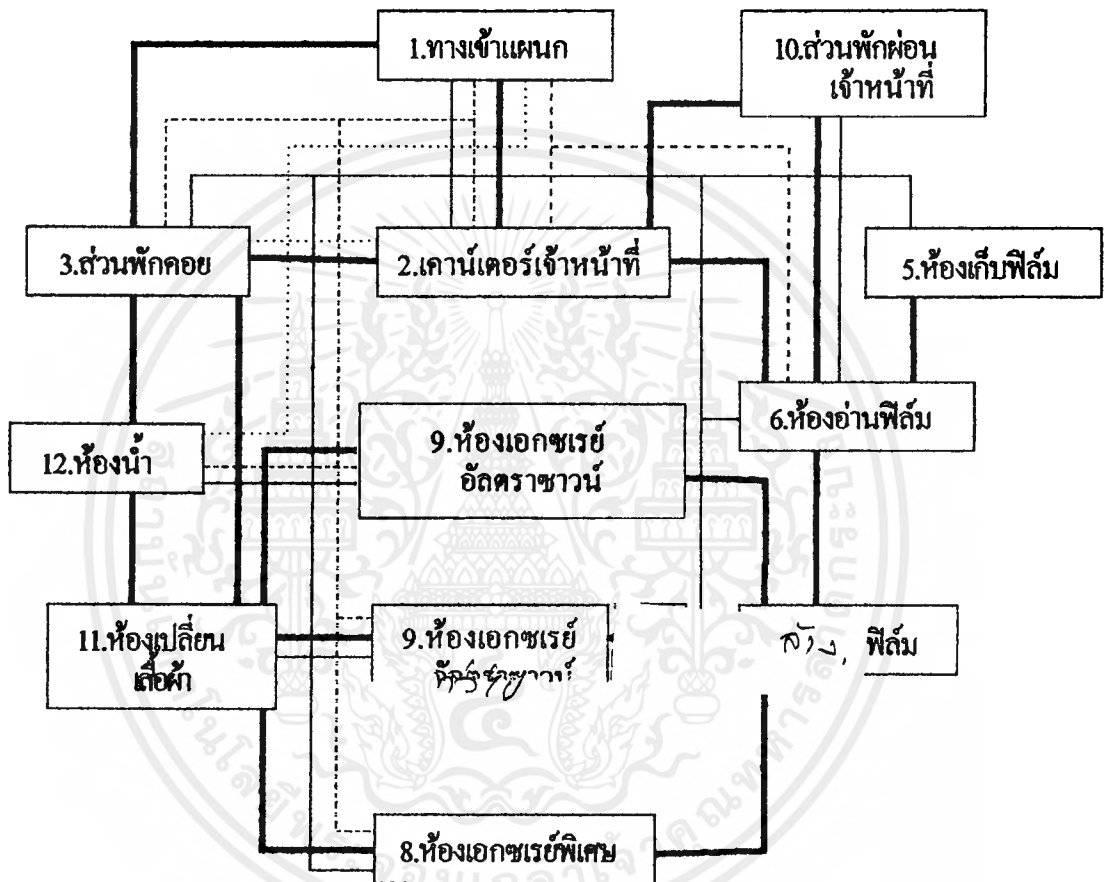 1.ทางเข้าแผนก
10.ส่วนพักผ่อน
เจ้าหน้าที่
3.ส่วนพักคอย
2.เคาน์เตอร์เจ้าหน้าที่
5.ห้องเก็บฟิล์ม
6.ห้องอ่านฟิล์ม
12.ห้องน้ำ
9.ห้องเอกซเรย์
อัลตราซาวน์
11.ห้องเปลี่ยน
เสื้อผ้า
9.ห้องเอกซเรย์
ล้าง, ฟิล์ม
8.ห้องเอกซเรย์พิเศษ